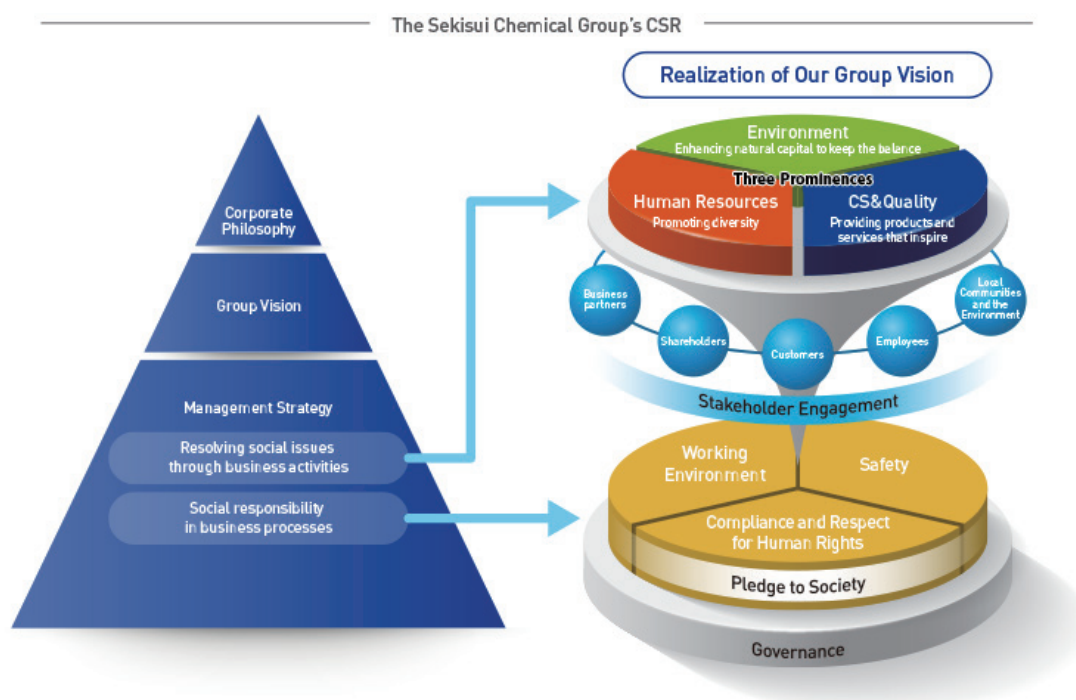 The Sekisui Chemical Group's CSR
Corporate
Philosophy
Group Vision
Management Strategy
Resolving social issues
through business activities
Social responsibility
in business processes
Realization of Our Group Vision
Environment
Enhancing natural capital to keep the balance
Three Prominences
Human Resources
Promoting diversity
CS&Quality
Providing products and
services that inspire
Business
partners
Shareholders
Customers
Employees
Local
Communities
and the
Environment
Stakeholder Engagement
Working
Environment
Safety
Compliance and Respect
for Human Rights
Pledge to Society
Governance